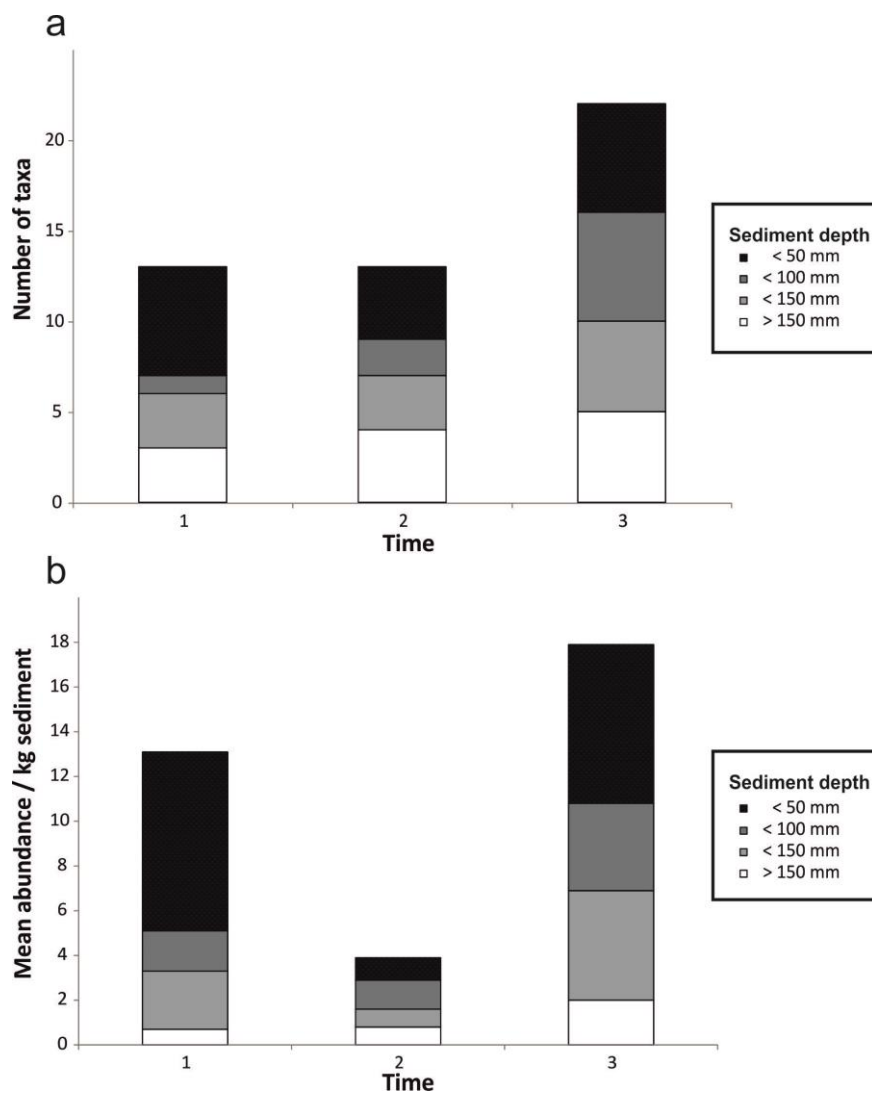 a
Number of taxa
20
15
10
5
0
1 2 3
Time
Sediment depth
< 50 mm
< 100 mm
< 150 mm
> 150 mm
b
Mean abundance / kg sediment
18
16
14
12
10
8
6
4
2
0
1 2 3
Time
Sediment depth
< 50 mm
< 100 mm
< 150 mm
> 150 mm